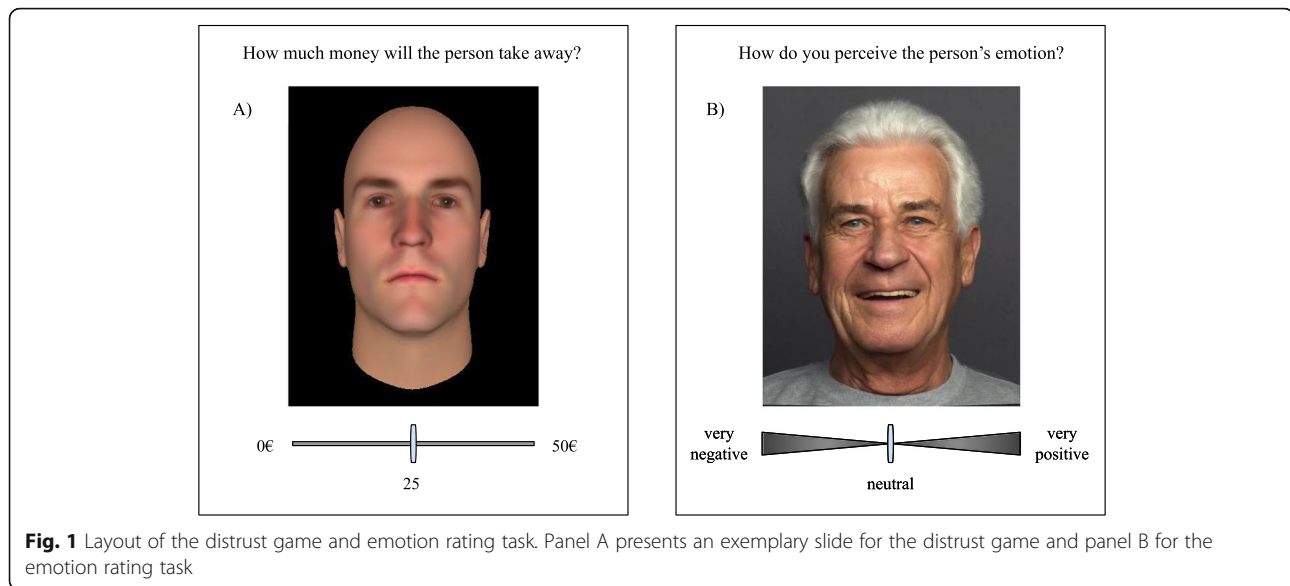 How much money will the person take away?
A)
0€
50€
25
How do you perceive the person's emotion?
B)
very
negative
very
positive
neutral
Fig. 1 Layout of the distrust game and emotion rating task. Panel A presents an exemplary slide for the distrust game and panel B for the
emotion rating task